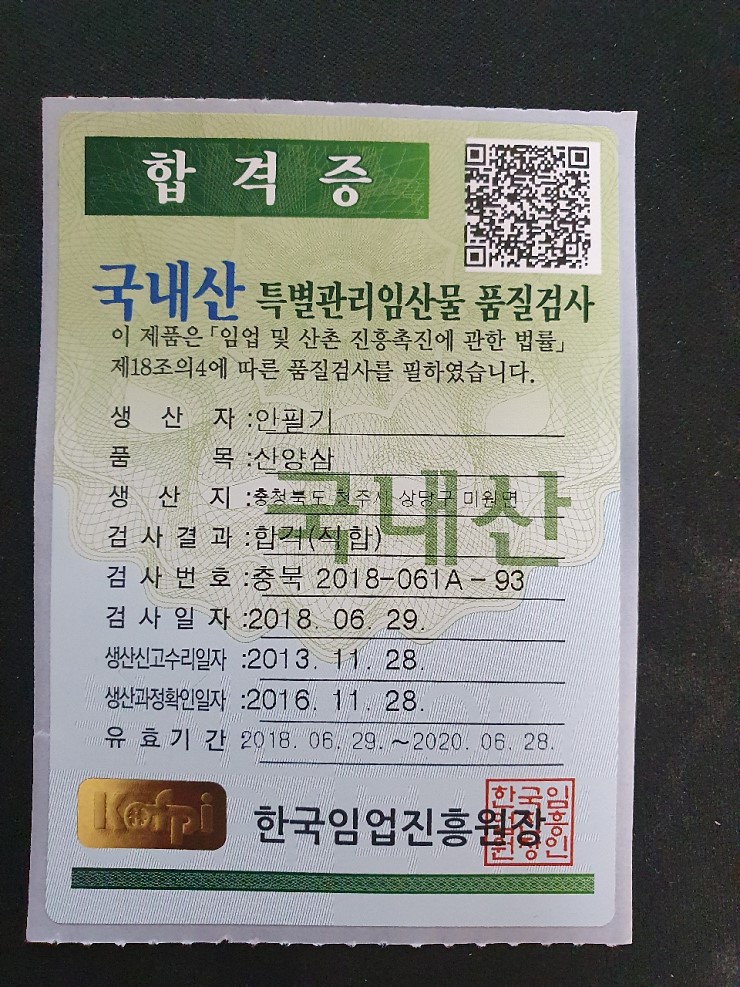 합격증
국내산 특별관리임산물 품질검사
이 제품은 「임업 및 산촌 진흥촉진에 관한 법률」
제18조의4에 따른 품질검사를 필하였습니다.
생 산 자 :안필기
품 목 :산양삼
생 산 지 :충청북도 청주시 상당구 미원면
국내산
검사결과 :합격(적합)
검사번호 :충북 2018-061A-93
검사일자 :2018. 06. 29.
생산신고수리일자 :2013. 11. 28.
생산과정확인일자 :2016. 11. 28.
유효기간 2018. 06. 29.~2020. 06. 28.
Kofpi
한국임업진흥원장
한국임